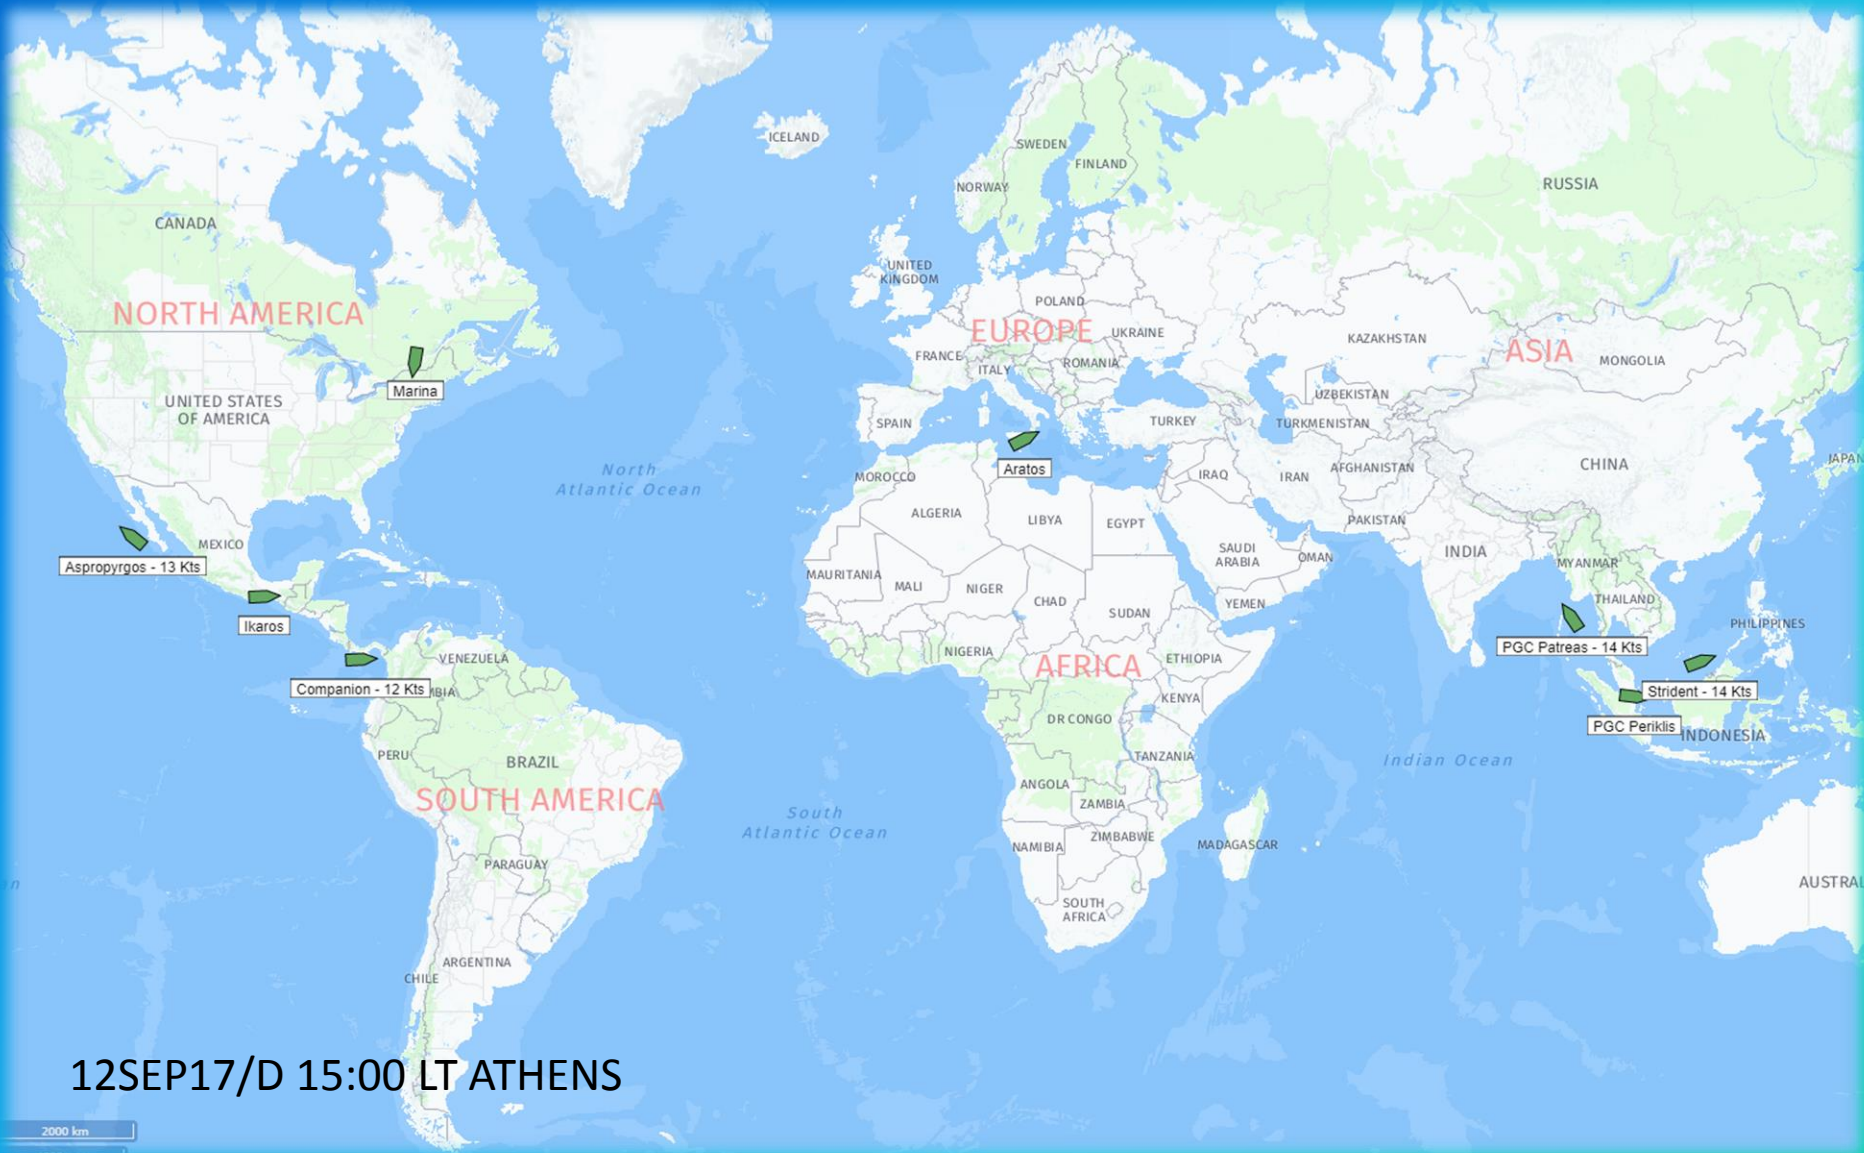 ICELAND
SWEDEN
FINLAND
NORWAY
RUSSIA
CANADA
UNITED
KINGDOM
POLAND
NORTH AMERICA
EUROPE
UKRAINE
KAZAKHSTAN
ASIA
MONGOLIA
FRANCE
ITALY
ROMANIA
Marina
UNITED STATES
OF AMERICA
UZBEKISTAN
SPAIN
TURKEY
TURKMENISTAN
Aratos
North
Atlantic Ocean
MOROCCO
IRAQ
IRAN
AFGHANISTAN
CHINA
JAPAN
ALGERIA
LIBYA
EGYPT
PAKISTAN
MEXICO
Aspropyrgos - 13 Kts
SAUDI
ARABIA
OMAN
INDIA
MYANMAR
MAURITANIA
MALI
NIGER
CHAD
SUDAN
YEMEN
THAILAND
Ikaros
PHILIPPINES
VENEZUELA
NIGERIA
AFRICA
ETHIOPIA
PGC Patreas - 14 Kts
Companion - 12 Kts
MBIA
KENYA
Strident - 14 Kts
DR CONGO
PGC Periklis
INDONESIA
PERU
BRAZIL
TANZANIA
Indian Ocean
SOUTH AMERICA
ANGOLA
ZAMBIA
South
Atlantic Ocean
ZIMBABWE
NAMIBIA
MADAGASCAR
PARAGUAY
AUSTRAL
SOUTH
AFRICA
ARGENTINA
CHILE
12SEP17/D 15:00 LT ATHENS
2000 km